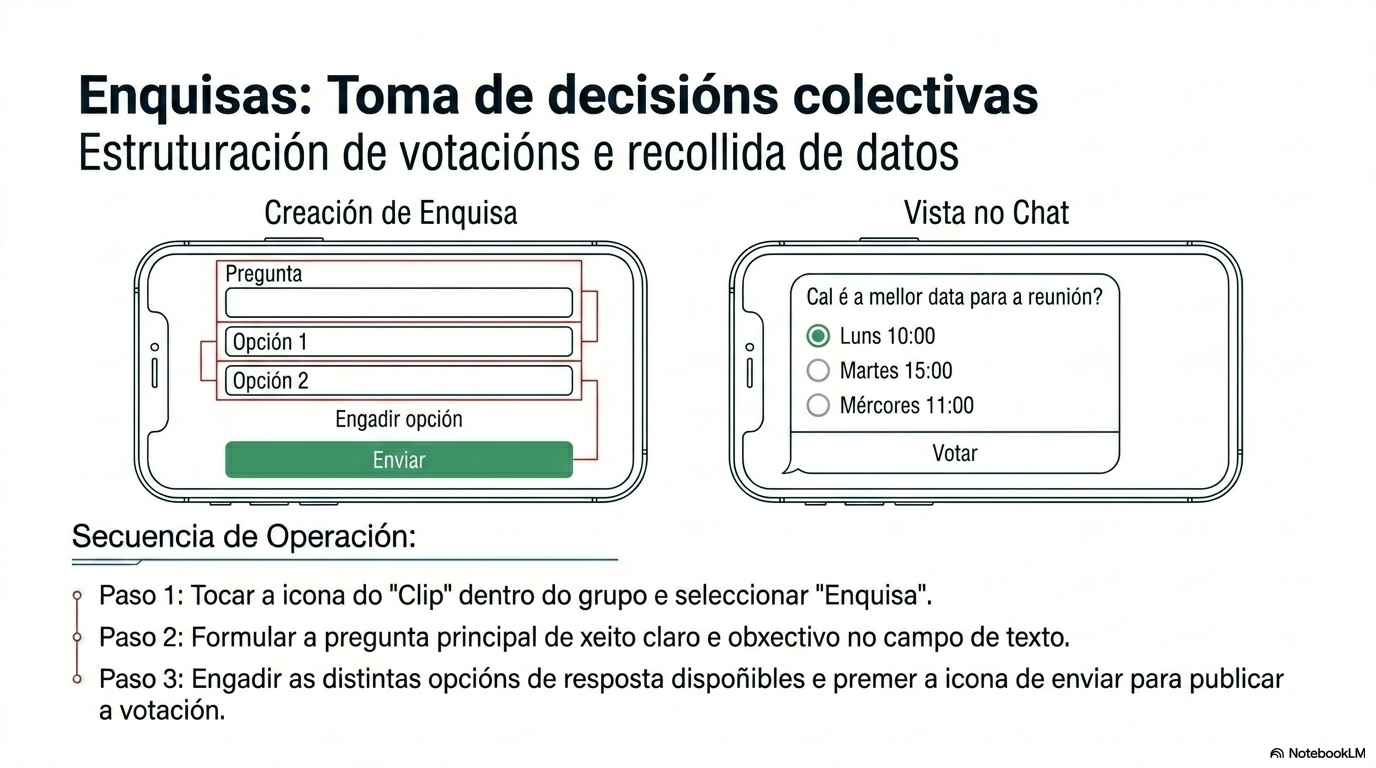 Enquisas: Toma de decisións colectivas
Estruturación de votacións e recollida de datos
Creación de Enquisa
Pregunta
Opción 1
Opción 2
Engadir opción
Enviar
Vista no Chat
Cal é a mellor data para a reunión?
Luns 10:00
Martes 15:00
Mércores 11:00
Votar
Secuencia de Operación:
Paso 1: Tocar a icona do "Clip" dentro do grupo e seleccionar "Enquisa".
Paso 2: Formular a pregunta principal de xeito claro e obxectivo no campo de texto.
Paso 3: Engadir as distintas opcións de resposta dispoñibles e premer a icona de enviar para publicar
a votación.
NotebookLM